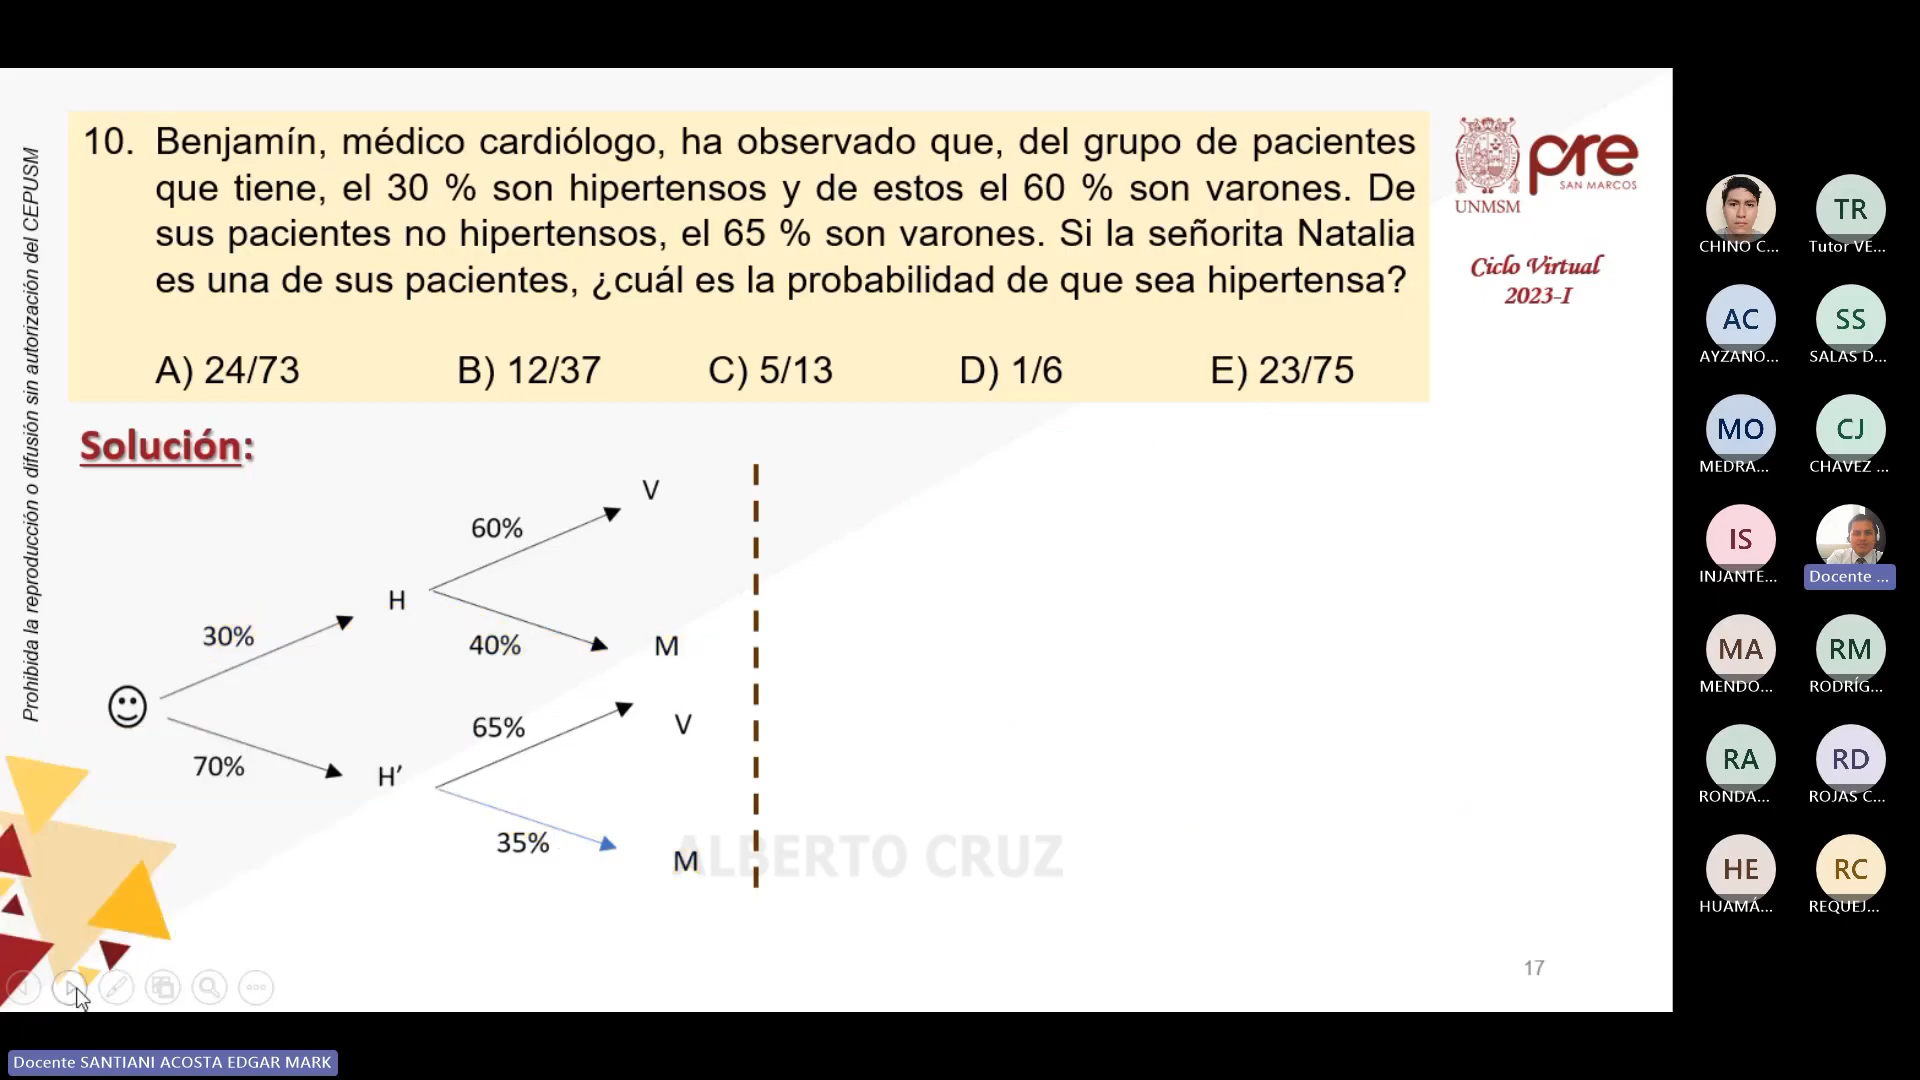 Prohibida la reproducción o difusión sin autorización del CEPUSM
10. Benjamín, médico cardiólogo, ha observado que, del grupo de pacientes
que tiene, el 30 % son hipertensos y de estos el 60 % son varones. De
sus pacientes no hipertensos, el 65 % son varones. Si la señorita Natalia
es una de sus pacientes, ¿cuál es la probabilidad de que sea hipertensa?
A) 24/73 B) 12/37 C) 5/13 D) 1/6 E) 23/75
UNMSM
pre
SAN MARCOS
Ciclo Virtual
2023-I
Solución:
V
60%
H
30%
40%
M
65%
V
70%
H′
35%
M
ALBERTO CRUZ
17
CHINO C...
TR
Tutor VE...
AC
AYZANO...
SS
SALAS D...
MO
MEDRA...
CJ
CHAVEZ ...
IS
INJANTE...
Docente ...
MA
MENDO...
RM
RODRÍG...
RA
RONDA...
RD
ROJAS C...
HE
HUAMÁ...
RC
REQUEJ...
Docente SANTIANI ACOSTA EDGAR MARK